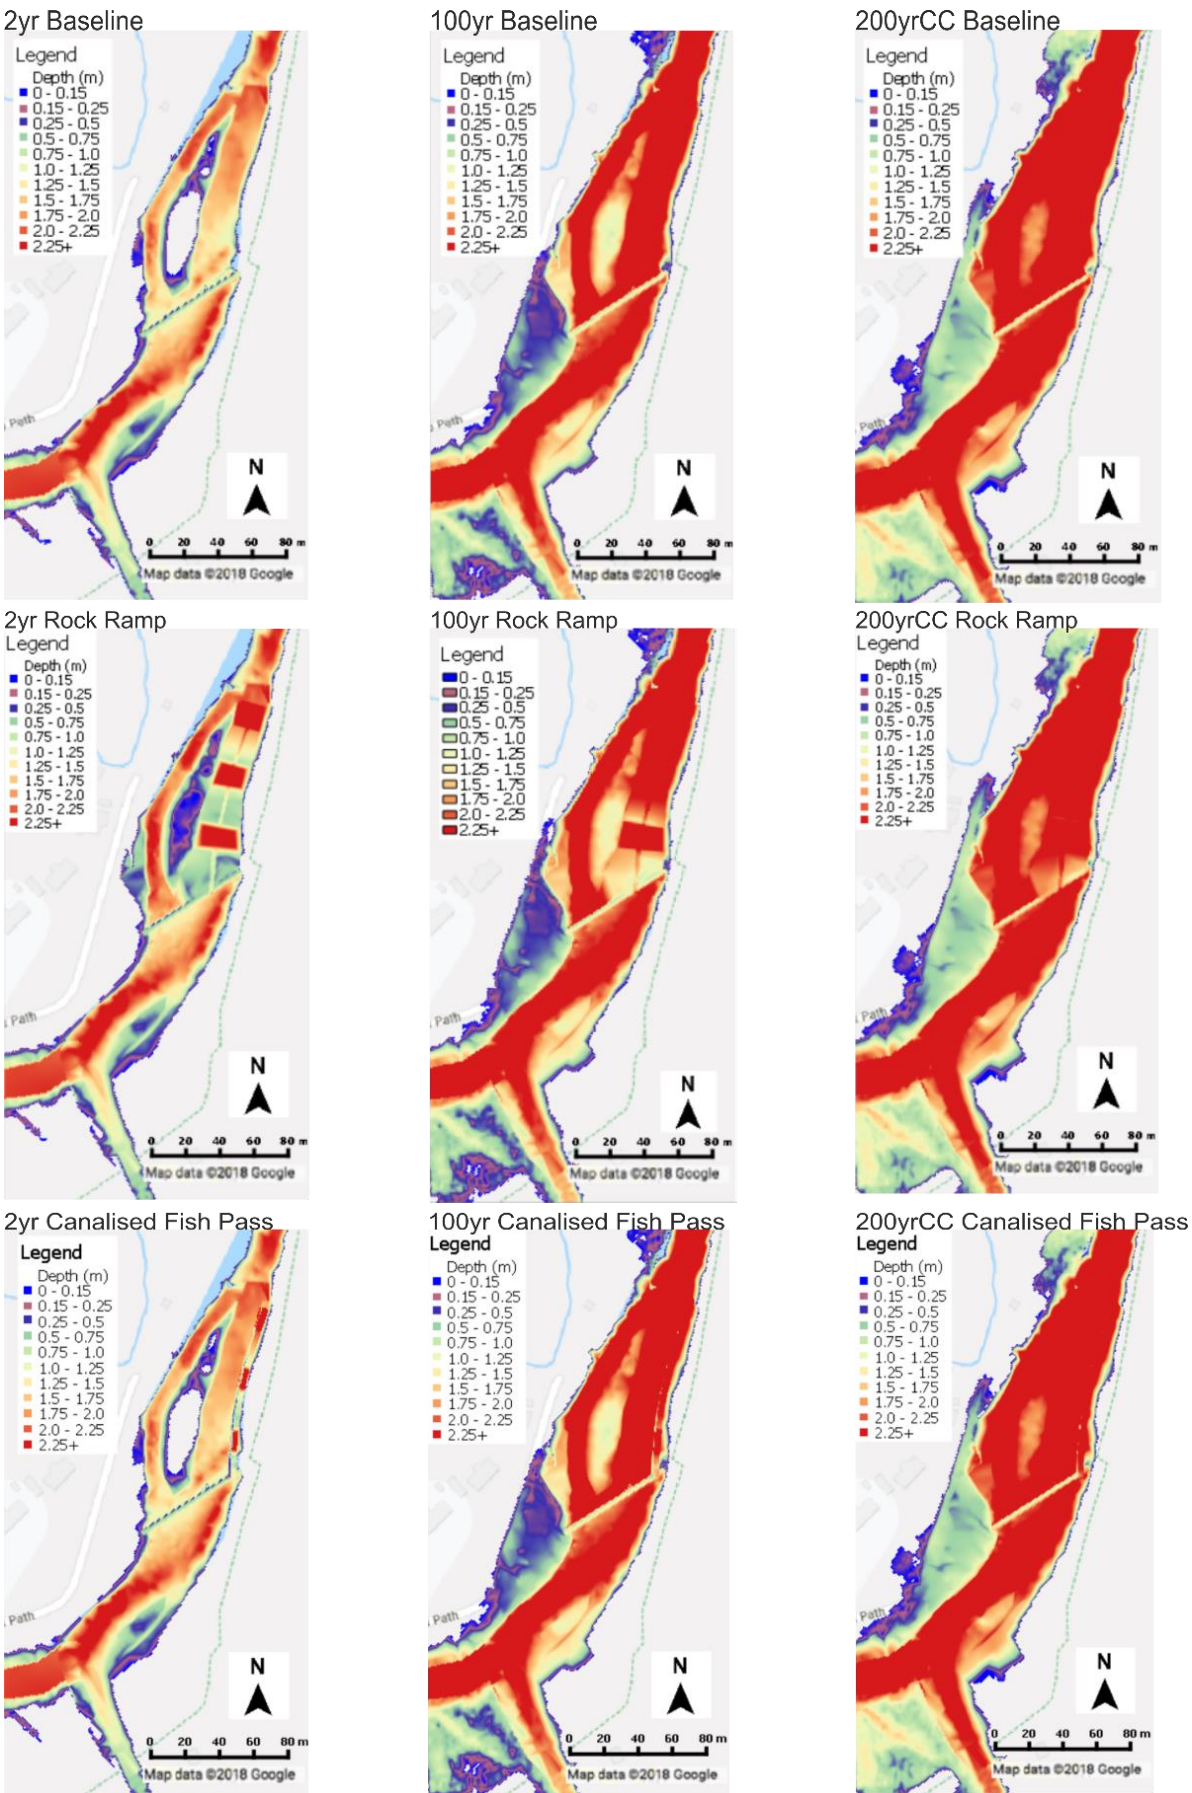 2yr Baseline
Legend
Depth (m)
0 - 0.15
0.15 - 0.25
0.25 - 0.5
0.5 - 0.75
0.75 - 1.0
1.0 - 1.25
1.25 - 1.5
1.5 - 1.75
1.75 - 2.0
2.0 - 2.25
2.25+
Path
N
0 20 40 60 80 m
Map data ©2018 Google
100yr Baseline
Legend
Depth (m)
0 - 0.15
0.15 - 0.25
0.25 - 0.5
0.5 - 0.75
0.75 - 1.0
1.0 - 1.25
1.25 - 1.5
1.5 - 1.75
1.75 - 2.0
2.0 - 2.25
2.25+
Path
N
0 20 40 60 80 m
Map data ©2018 Google
200yrCC Baseline
Legend
Depth (m)
0 - 0.15
0.15 - 0.25
0.25 - 0.5
0.5 - 0.75
0.75 - 1.0
1.0 - 1.25
1.25 - 1.5
1.5 - 1.75
1.75 - 2.0
2.0 - 2.25
2.25+
Path
N
0 20 40 60 80 m
Map data ©2018 Google
2yr Rock Ramp
Legend
Depth (m)
0 - 0.15
0.15 - 0.25
0.25 - 0.5
0.5 - 0.75
0.75 - 1.0
1.0 - 1.25
1.25 - 1.5
1.5 - 1.75
1.75 - 2.0
2.0 - 2.25
2.25+
Path
N
0 20 40 60 80 m
Map data ©2018 Google
100yr Rock Ramp
Legend
0 - 0.15
0.15 - 0.25
0.25 - 0.5
0.5 - 0.75
0.75 - 1.0
1.0 - 1.25
1.25 - 1.5
1.5 - 1.75
1.75 - 2.0
2.0 - 2.25
2.25+
Path
N
0 20 40 60 80 m
Map data ©2018 Google
200yrCC Rock Ramp
Legend
Depth (m)
0 - 0.15
0.15 - 0.25
0.25 - 0.5
0.5 - 0.75
0.75 - 1.0
1.0 - 1.25
1.25 - 1.5
1.5 - 1.75
1.75 - 2.0
2.0 - 2.25
2.25+
Path
N
0 20 40 60 80 m
Map data ©2018 Google
2yr Canalised Fish Pass
Legend
Depth (m)
0 - 0.15
0.15 - 0.25
0.25 - 0.5
0.5 - 0.75
0.75 - 1.0
1.0 - 1.25
1.25 - 1.5
1.5 - 1.75
1.75 - 2.0
2.0 - 2.25
2.25+
Path
N
0 20 40 60 80 m
Map data ©2018 Google
100yr Canalised Fish Pass
Legend
Depth (m)
0 - 0.15
0.15 - 0.25
0.25 - 0.5
0.5 - 0.75
0.75 - 1.0
1.0 - 1.25
1.25 - 1.5
1.5 - 1.75
1.75 - 2.0
2.0 - 2.25
2.25+
Path
N
0 20 40 60 80 m
Map data ©2018 Google
200yrCC Canalised Fish Pass
Legend
Depth (m)
0 - 0.15
0.15 - 0.25
0.25 - 0.5
0.5 - 0.75
0.75 - 1.0
1.0 - 1.25
1.25 - 1.5
1.5 - 1.75
1.75 - 2.0
2.0 - 2.25
2.25+
Path
N
0 20 40 60 80 m
Map data ©2018 Google